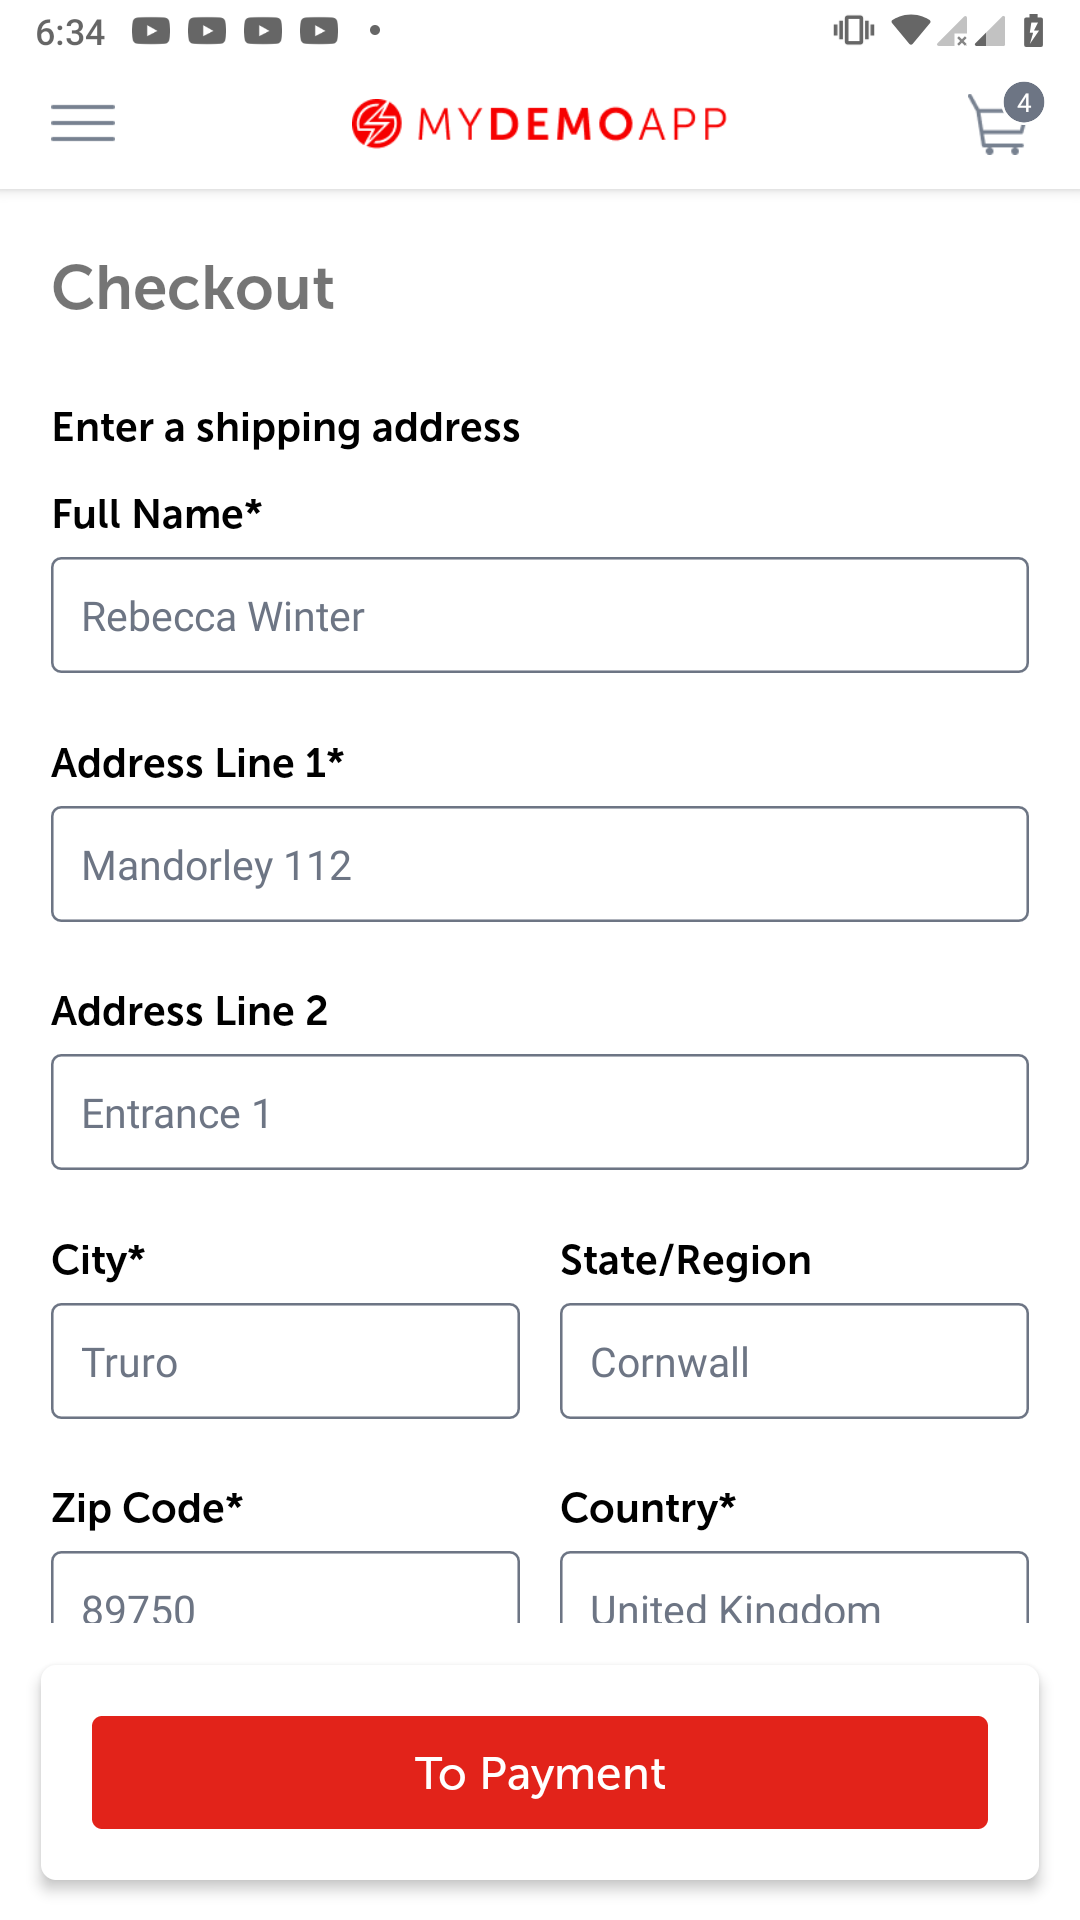 6:34
MYDEMOAPP
4
Checkout
Enter a shipping address
Full Name*
Rebecca Winter
Address Line 1*
Mandorley 112
Address Line 2
Entrance 1
City*
State/Region
Truro
Cornwall
Zip Code*
Country*
89750
United Kingdom
To Payment